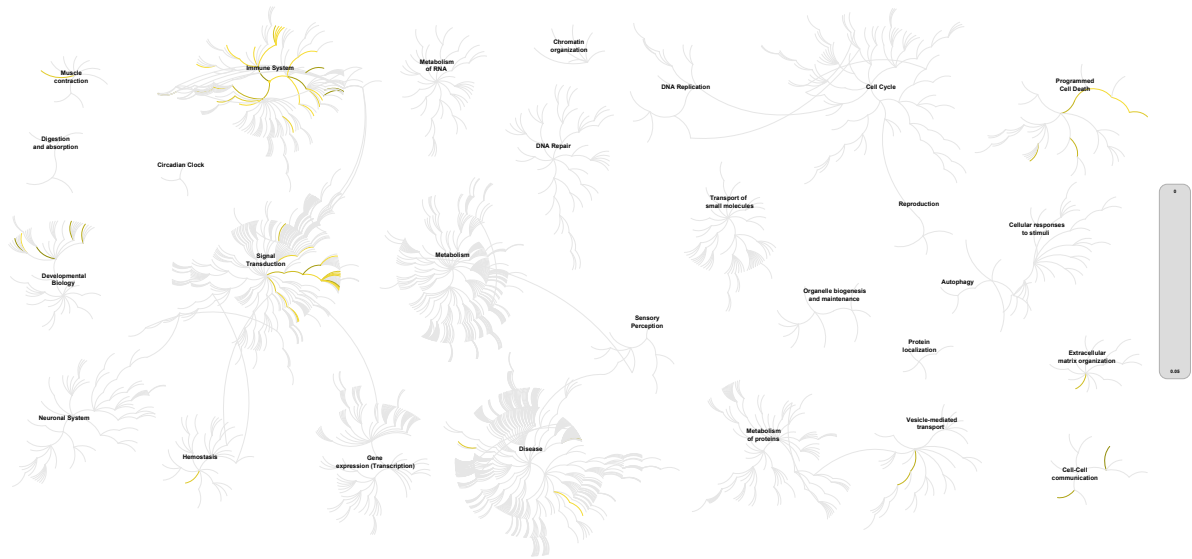 Chromatin
organization
Immune System
Metabolism
of RNA
Muscle
contraction
DNA Replication
Cell Cycle
Programmed
Cell Death
Digestion
and absorption
DNA Repair
Circadian Clock
0
Transport of
small molecules
Reproduction
Cellular responses
to stimuli
Signal
Transduction
Metabolism
Developmental
Biology
Organelle biogenesis
and maintenance
Autophagy
Sensory
Perception
Protein
localization
Extracellular
matrix organization
0.05
Neuronal System
Vesicle-mediated
transport
Metabolism
of proteins
Hemostasis
Gene
expression (Transcription)
Disease
Cell-Cell
communication